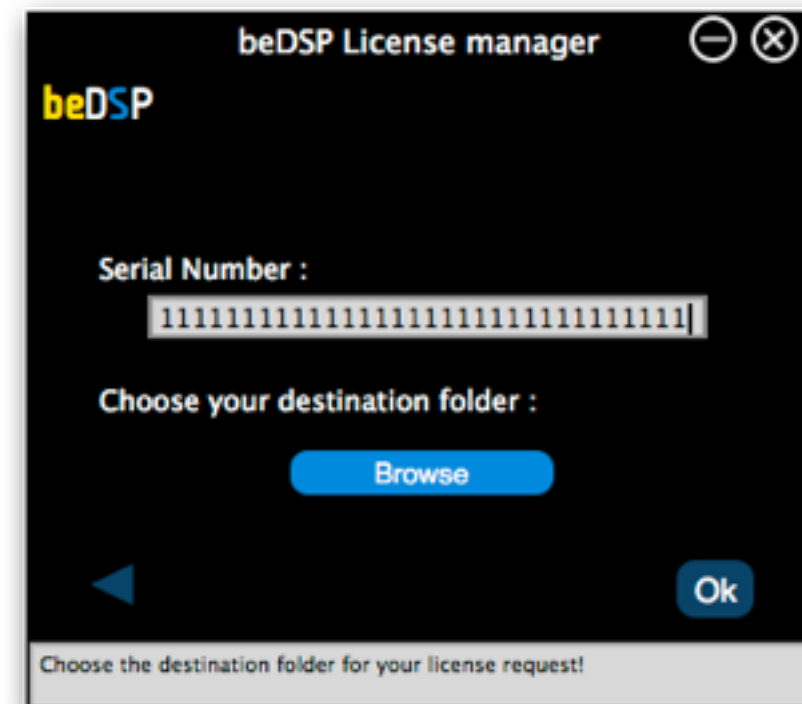 beDSP License manager
beDSP
Serial Number :
1111111111111111111111111111111111
Choose your destination folder :
Browse
Ok
Choose the destination folder for your license request!